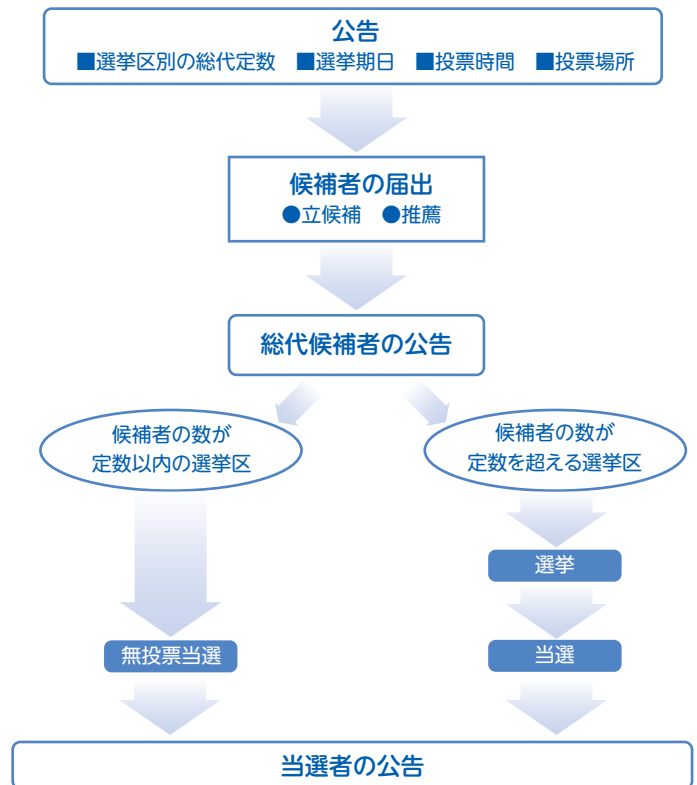 公告
■選挙区別の総代定数 ■選挙期日 ■投票時間 ■投票場所
候補者の届出
●立候補 ●推薦
総代候補者の公告
候補者の数が
定数以内の選挙区
候補者の数が
定数を超える選挙区
選挙
無投票当選
当選
当選者の公告